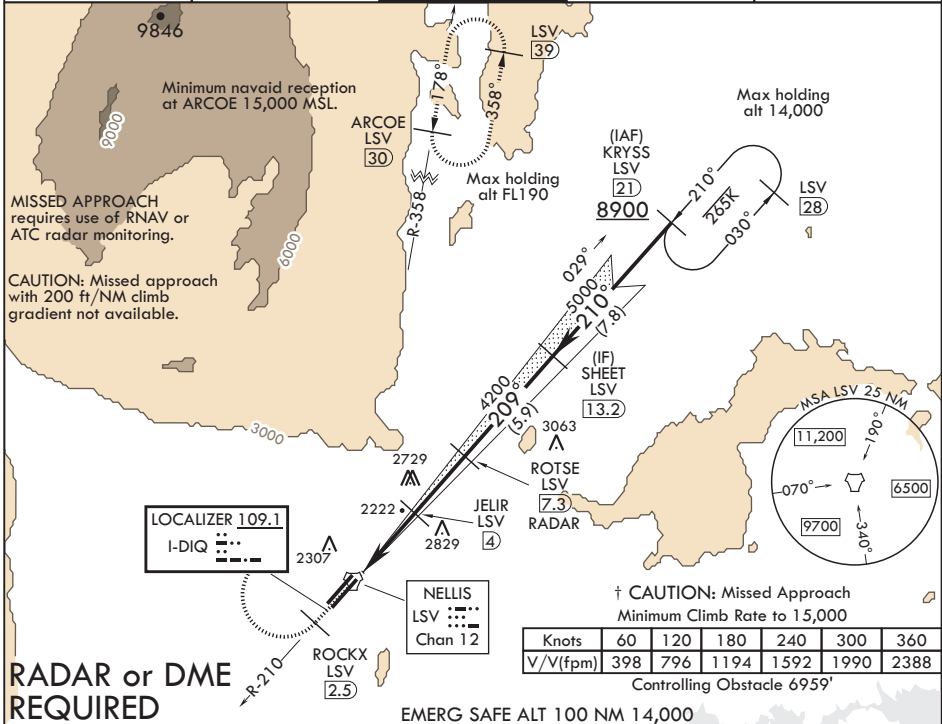 9846
Minimum navaid reception
at ARCOE 15,000 MSL.
9000
MISSED APPROACH
requires use of RNAV or
ATC radar monitoring.
6000
CAUTION: Missed approach
with 200 ft/NM climb
gradient not available.
3000
LSV
39
178°
358°
ARCOE
LSV
30
R-358
Max holding
alt FL190
Max holding
alt 14,000
(IAF)
KRYSS
LSV
21
8900
210°
265K
030°
LSV
28
029°
5000
210°
(7.8)
(IF)
SHEET
LSV
13.2
4200
209°
(5.9)
3063
2729
ROTSE
LSV
7.3
RADAR
2222
JELIR
LSV
4
2829
MSA LSV 25 NM
11,200
190°
070°
6500
9700
340°
LOCALIZER 109.1
I-DIQ
2307
NELLIS
LSV
Chan 12
† CAUTION: Missed Approach
Minimum Climb Rate to 15,000
Knots 60 120 180 240 300 360
V/V(fpm) 398 796 1194 1592 1990 2388
Controlling Obstacle 6959'
ROCKX
LSV
2.5
R-210
RADAR or DME
REQUIRED
EMERG SAFE ALT 100 NM 14,000